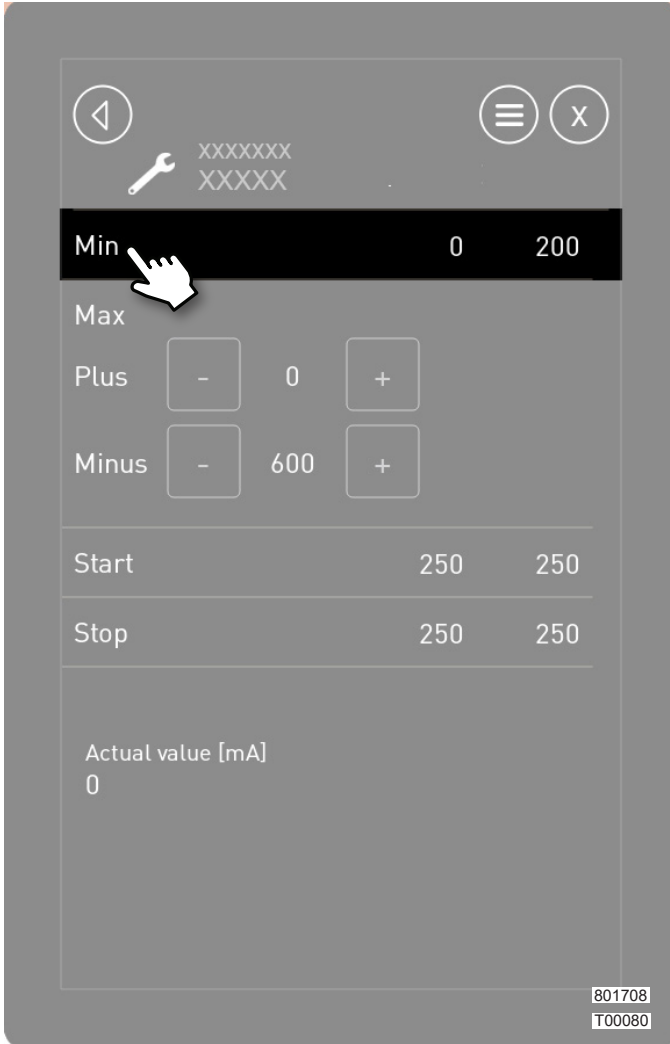 X
XXXXXXX
XXXXX
Min 0 200
Max
Plus - 0 +
Minus - 600 +
Start 250 250
Stop 250 250
Actual value [mA]
0
801708
T00080